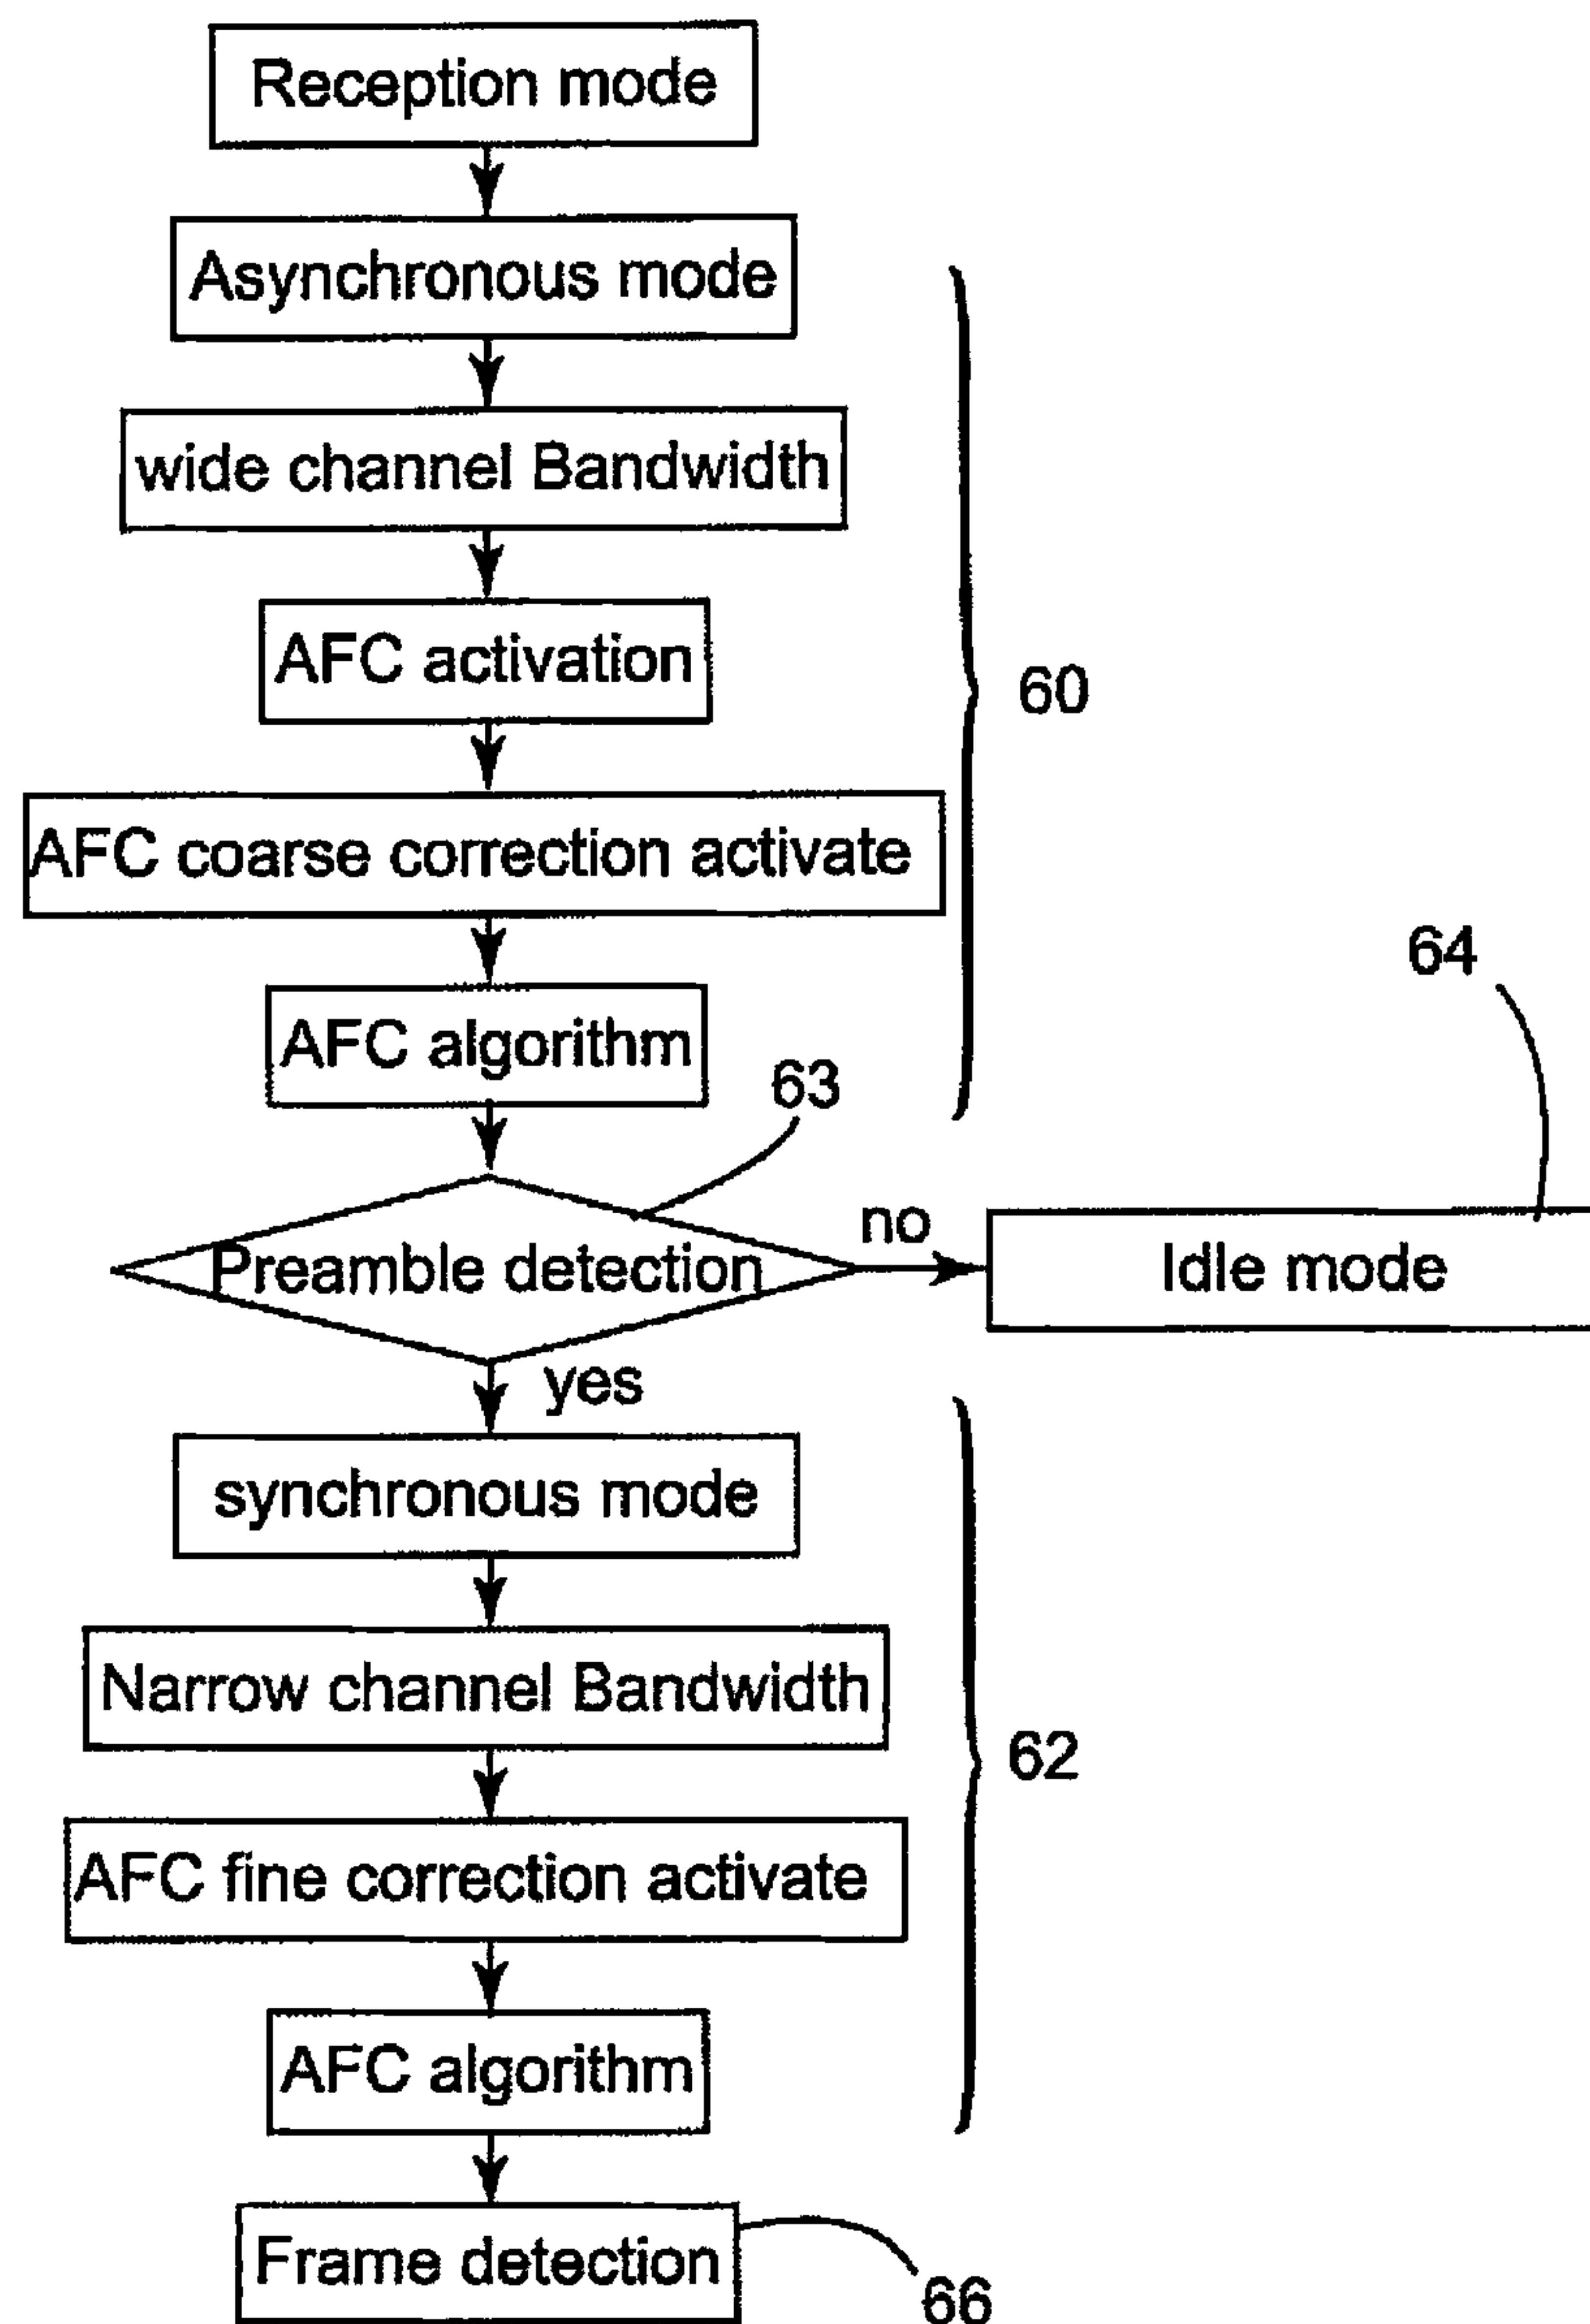 Reception mode
Asynchronous mode
wide channel Bandwidth
AFC activation
60
AFC coarse correction activate
64
AFC algorithm
63
Preamble detection
no
Idle mode
yes
synchronous mode
Narrow channel Bandwidth
62
AFC fine correction activate
AFC algorithm
Frame detection
66